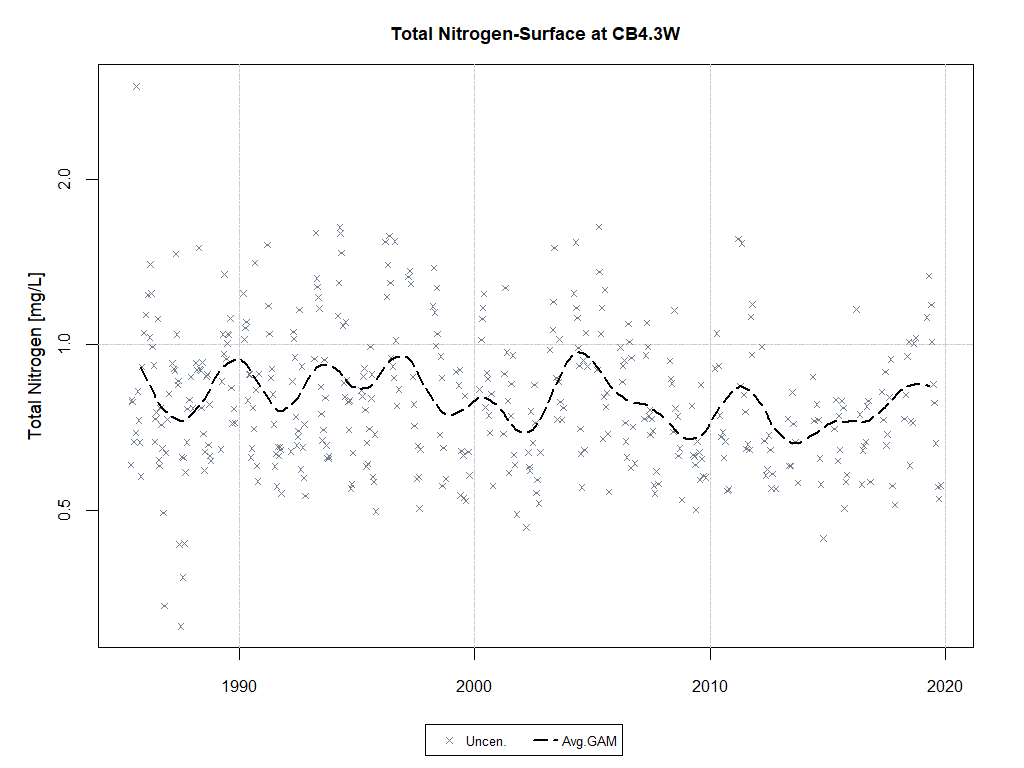 Total Nitrogen-Surface at CB4.3W
Total Nitrogen [mg/L]
2.0
1.0
0.5
1990 2000 2010 2020
Uncen. Avg.GAM